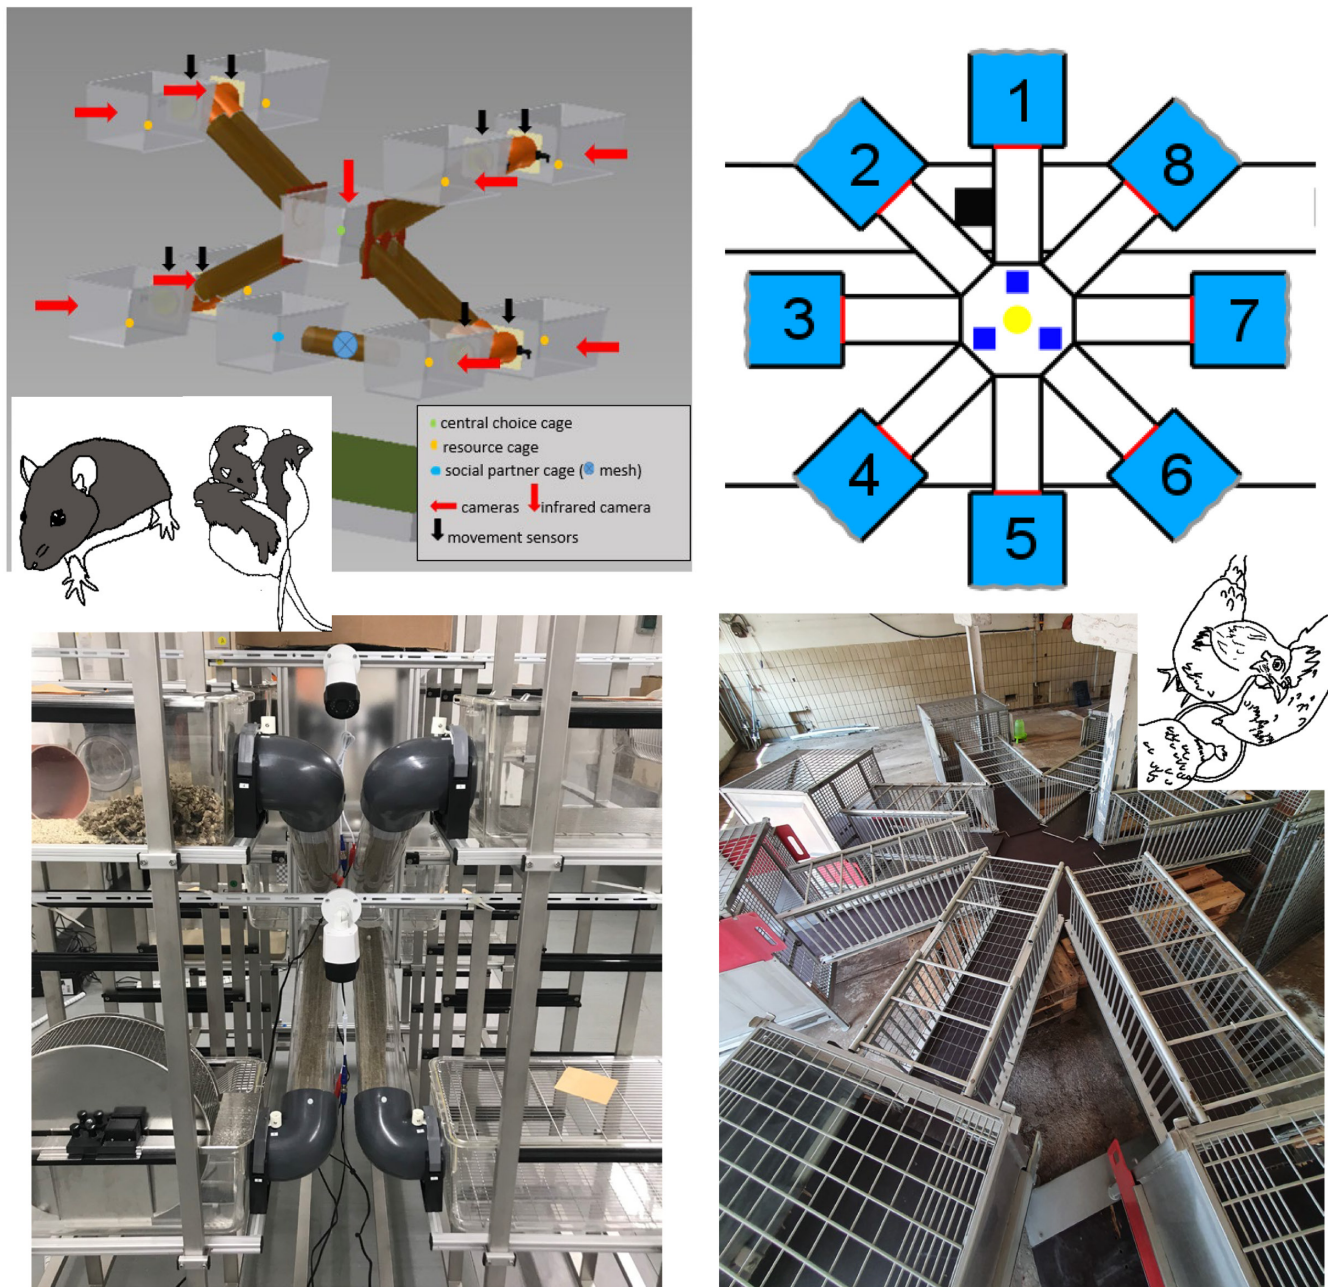 central choice cage
resource cage
social partner cage ( mesh)
cameras infrared camera
movement sensors
1
2
8
3
7
4
6
5